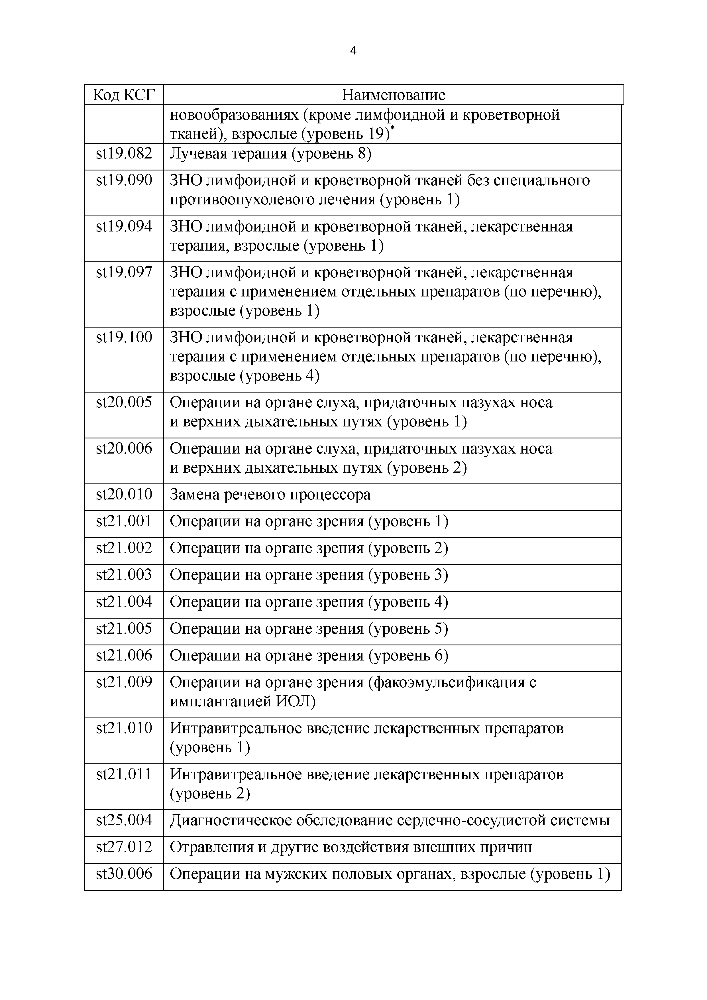 4
Код КСГ Наименование
новообразованиях (кроме лимфоидной и кроветворной
тканей), взрослые (уровень 19)*
st19.082 Лучевая терапия (уровень 8)
st19.090 ЗНО лимфоидной и кроветворной тканей без специального
противоопухолевого лечения (уровень 1)
st19.094 ЗНО лимфоидной и кроветворной тканей, лекарственная
терапия, взрослые (уровень 1)
st19.097 ЗНО лимфоидной и кроветворной тканей, лекарственная
терапия с применением отдельных препаратов (по перечню),
взрослые (уровень 1)
st19.100 ЗНО лимфоидной и кроветворной тканей, лекарственная
терапия с применением отдельных препаратов (по перечню),
взрослые (уровень 4)
st20.005 Операции на органе слуха, придаточных пазухах носа
и верхних дыхательных путях (уровень 1)
st20.006 Операции на органе слуха, придаточных пазухах носа
и верхних дыхательных путях (уровень 2)
st20.010 Замена речевого процессора
st21.001 Операции на органе зрения (уровень 1)
st21.002 Операции на органе зрения (уровень 2)
st21.003 Операции на органе зрения (уровень 3)
st21.004 Операции на органе зрения (уровень 4)
st21.005 Операции на органе зрения (уровень 5)
st21.006 Операции на органе зрения (уровень 6)
st21.009 Операции на органе зрения (факоэмульсификация с
имплантацией ИОЛ)
st21.010 Интравитреальное введение лекарственных препаратов
(уровень 1)
st21.011 Интравитреальное введение лекарственных препаратов
(уровень 2)
st25.004 Диагностическое обследование сердечно-сосудистой системы
st27.012 Отравления и другие воздействия внешних причин
st30.006 Операции на мужских половых органах, взрослые (уровень 1)